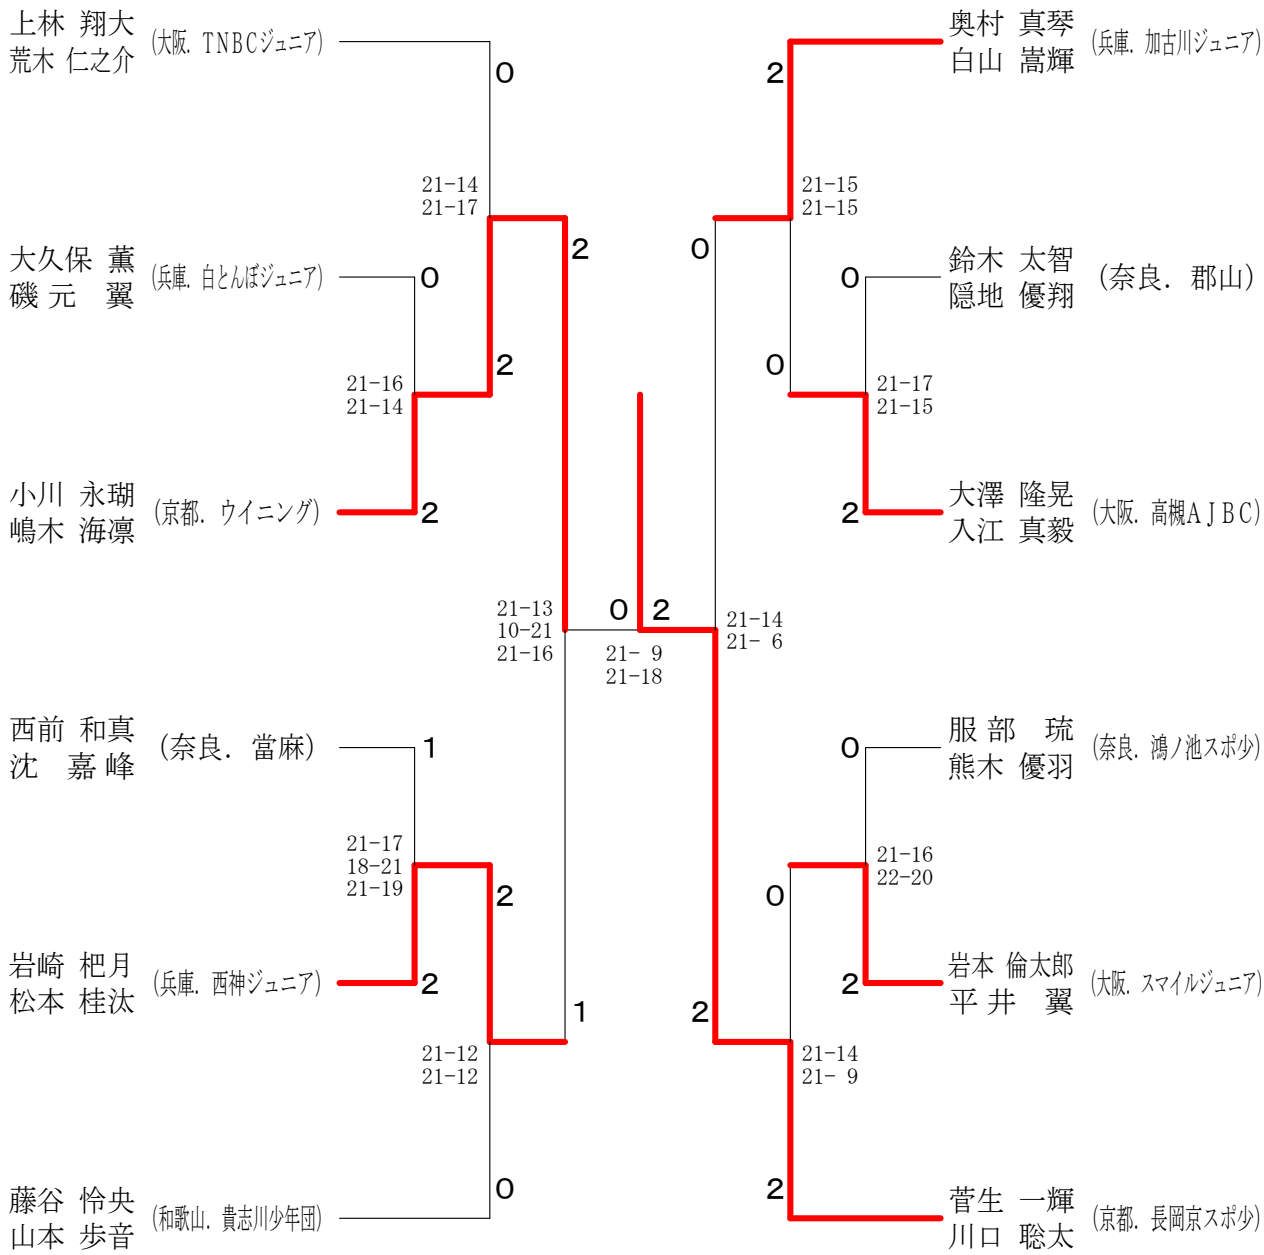 上林 翔大
荒木 仁之介
(大阪. TNBCジュニア)
0
21-14
21-17
大久保 薫
磯元 翼
(兵庫. 白とんぼジュニア)
0
2
2
21-16
21-14
小川 永瑚
嶋木 海凛
(京都. ウイニング)
2
21-13
10-21
21-16
西前 和真
沈 嘉峰
(奈良. 當麻)
1
21-17
18-21
21-19
2
岩崎 杷月
松本 桂汰
(兵庫. 西神ジュニア)
2
1
21-12
21-12
藤谷 怜央
山本 歩音
(和歌山. 貴志川少年団)
0
0 2
21- 9
21-18
奥村 真琴
白山 嵩輝
(兵庫. 加古川ジュニア)
2
21-15
21-15
0
鈴木 太智
隠地 優翔
(奈良. 郡山)
0
0
21-17
21-15
大澤 隆晃
入江 真毅
(大阪. 高槻AJBC)
2
21-14
21- 6
服部 琉
熊木 優羽
(奈良. 鴻ノ池スポ少)
0
21-16
22-20
0
岩本 倫太郎
平井 翼
(大阪. スマイルジュニア)
2
2
21-14
21- 9
菅生 一輝
川口 聡太
(京都. 長岡京スポ少)
2